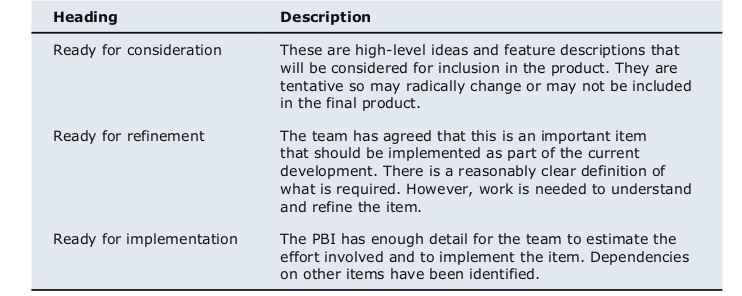 Heading Description
Ready for consideration These are high-level ideas and feature descriptions that
will be considered for inclusion in the product. They are
tentative so may radically change or may not be included
in the final product.
Ready for refinement The team has agreed that this is an important item
that should be implemented as part of the current
development. There is a reasonably clear definition of
what is required. However, work is needed to understand
and refine the item.
Ready for implementation The PBI has enough detail for the team to estimate the
effort involved and to implement the item. Dependencies
on other items have been identified.